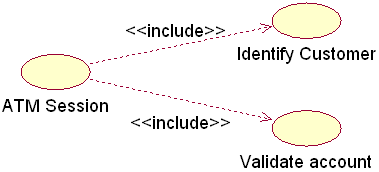 <<include>>
Identify Customer
ATM Session
<<include>>
Validate account